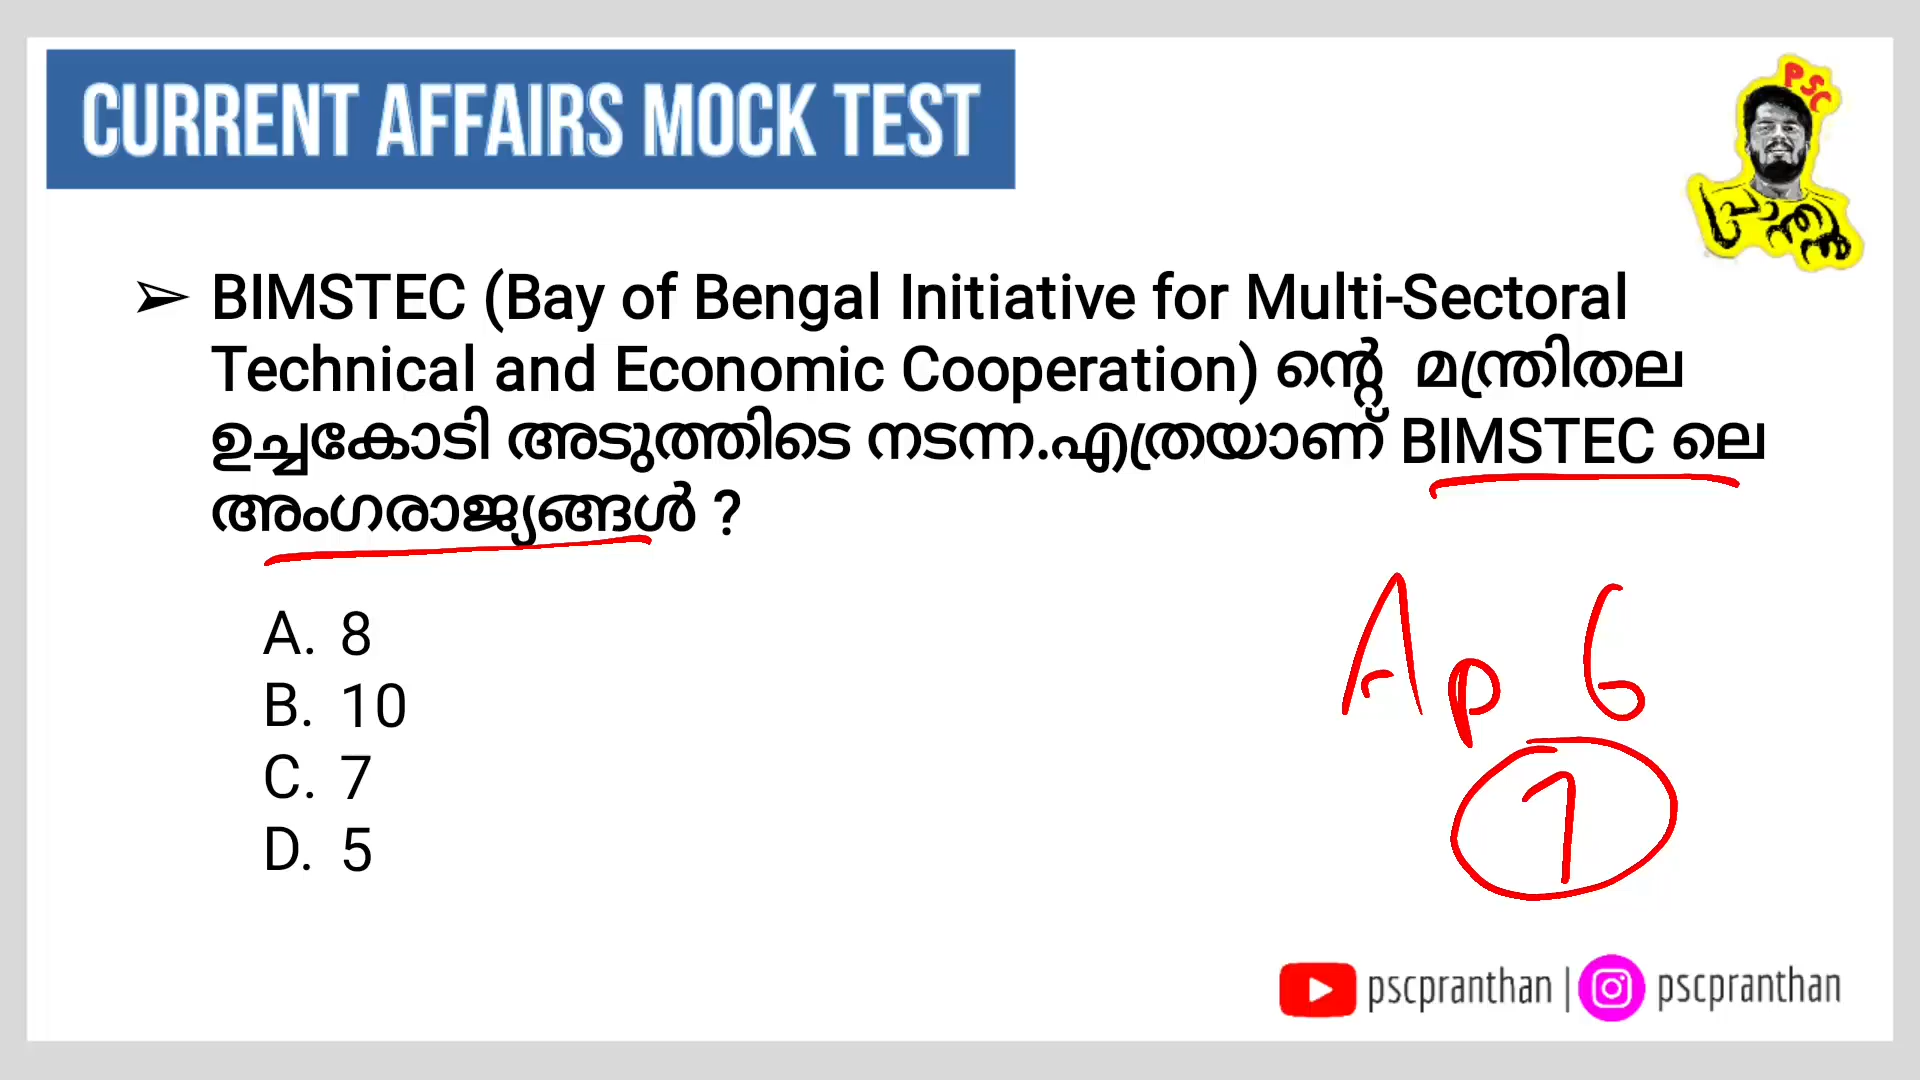 CURRENT AFFAIRS MOCK TEST
PSC
പ്രാന്തൻ
➢ BIMSTEC (Bay of Bengal Initiative for Multi-Sectoral
Technical and Economic Cooperation) ന്റെ മന്ത്രിതല
ഉച്ചകോടി അടുത്തിടെ നടന്ന.എത്രയാണ് BIMSTEC ലെ
അംഗരാജ്യങ്ങൾ ?
A. 8
B. 10
C. 7
D. 5
Ap 6
7
pscpranthan | pscpranthan